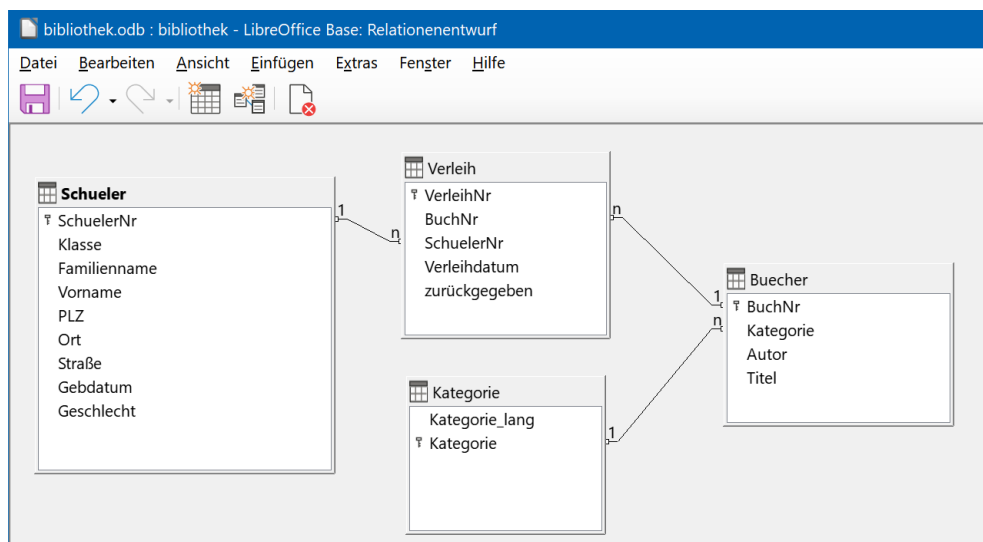 bibliothek.odb : bibliothek - LibreOffice Base: Relationenentwurf
Datei Bearbeiten Ansicht Einfügen Extras Fenster Hilfe
Schueler
SchuelerNr
Klasse
Familienname
Vorname
PLZ
Ort
Straße
Gebdatum
Geschlecht
1
n
Verleih
VerleihNr
BuchNr
SchuelerNr
Verleihdatum
zurückgegeben
n
1
Buecher
BuchNr
Kategorie
Autor
Titel
n
1
Kategorie
Kategorie_lang
Kategorie